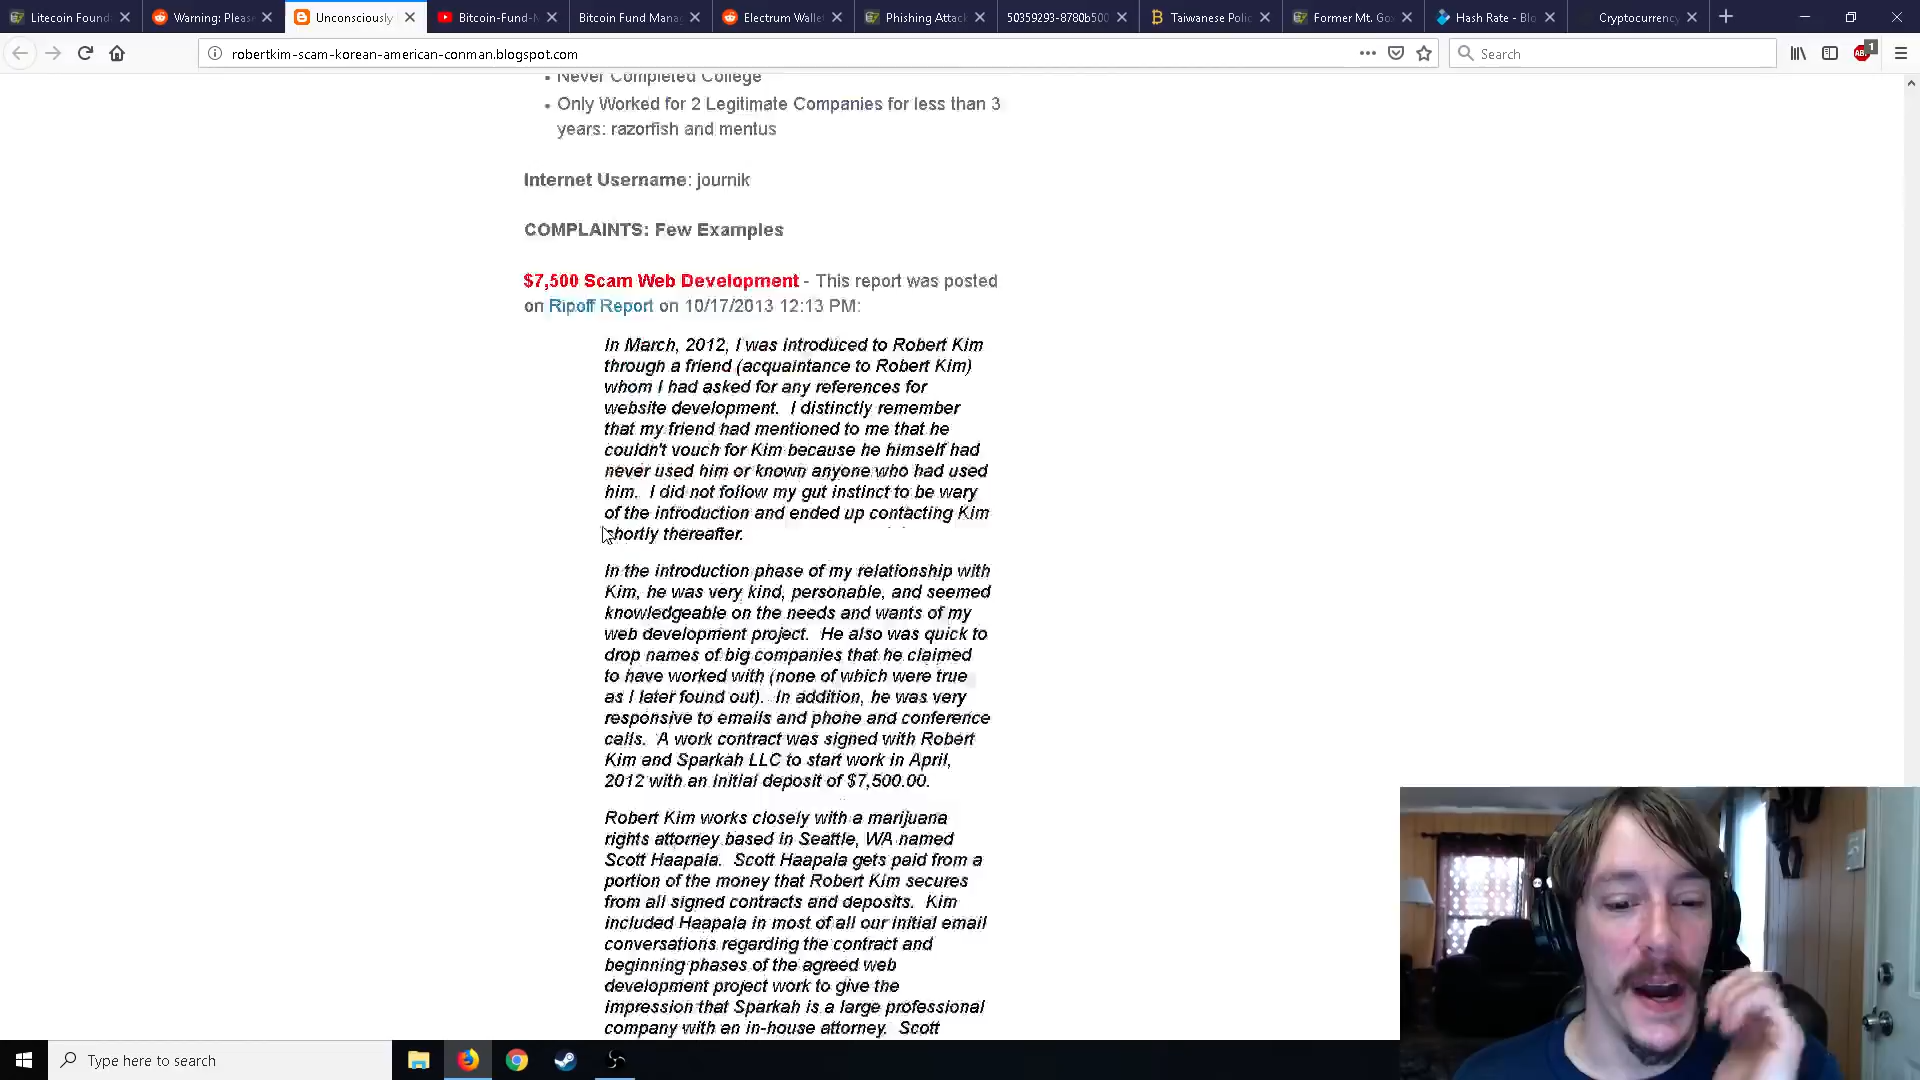 Litecoin Found
Warning: Pleas
Unconsciously
Bitcoin-Fund-M
Bitcoin Fund Mana
Electrum Walle
Phishing Attac
50359293-8780b500
Taiwanese Poli
Former Mt. Gox
Hash Rate - Blo
Cryptocurrency
robertkim-scam-korean-american-conman.blogspot.com
Search
1
Never Completed College
Only Worked for 2 Legitimate Companies for less than 3
years: razorfish and mentus
Internet Username: journik
COMPLAINTS: Few Examples
$7,500 Scam Web Development - This report was posted
on Ripoff Report on 10/17/2013 12:13 PM:
In March, 2012, I was introduced to Robert Kim
through a friend (acquaintance to Robert Kim)
whom I had asked for any references for
website development. I distinctly remember
that my friend had mentioned to me that he
couldn't vouch for Kim because he himself had
never used him or known anyone who had used
him. I did not follow my gut instinct to be wary
of the introduction and ended up contacting Kim
shortly thereafter.
In the introduction phase of my relationship with
Kim, he was very kind, personable, and seemed
knowledgeable on the needs and wants of my
web development project. He also was quick to
drop names of big companies that he claimed
to have worked with (none of which were true
as I later found out). In addition, he was very
responsive to emails and phone and conference
calls. A work contract was signed with Robert
Kim and Sparkah LLC to start work in April,
2012 with an initial deposit of $7,500.00.
Robert Kim works closely with a marijuana
rights attorney based in Seattle, WA named
Scott Haapala. Scott Haapala gets paid from a
portion of the money that Robert Kim secures
from all signed contracts and deposits. Kim
included Haapala in most of all our initial email
conversations regarding the contract and
beginning phases of the agreed web
development project work to give the
impression that Sparkah is a large professional
company with an in-house attorney. Scott
Type here to search